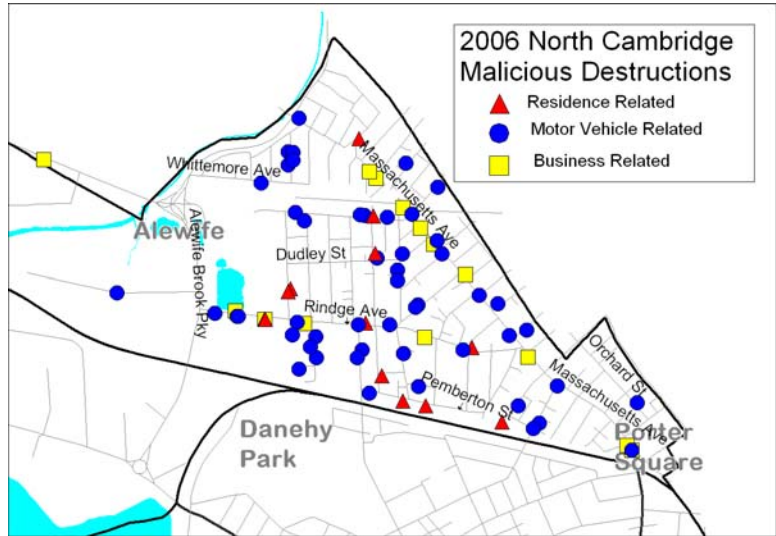 2006 North Cambridge
Malicious Destructions
Residence Related
Motor Vehicle Related
Business Related
Whittemore Ave
Massachusetts Ave
Alewife
Alewife Brook Pky
Dudley St
Rindge Ave
Orchard St
Massachusetts Ave
Pemberton St
Danehy
Park
Porter
Square